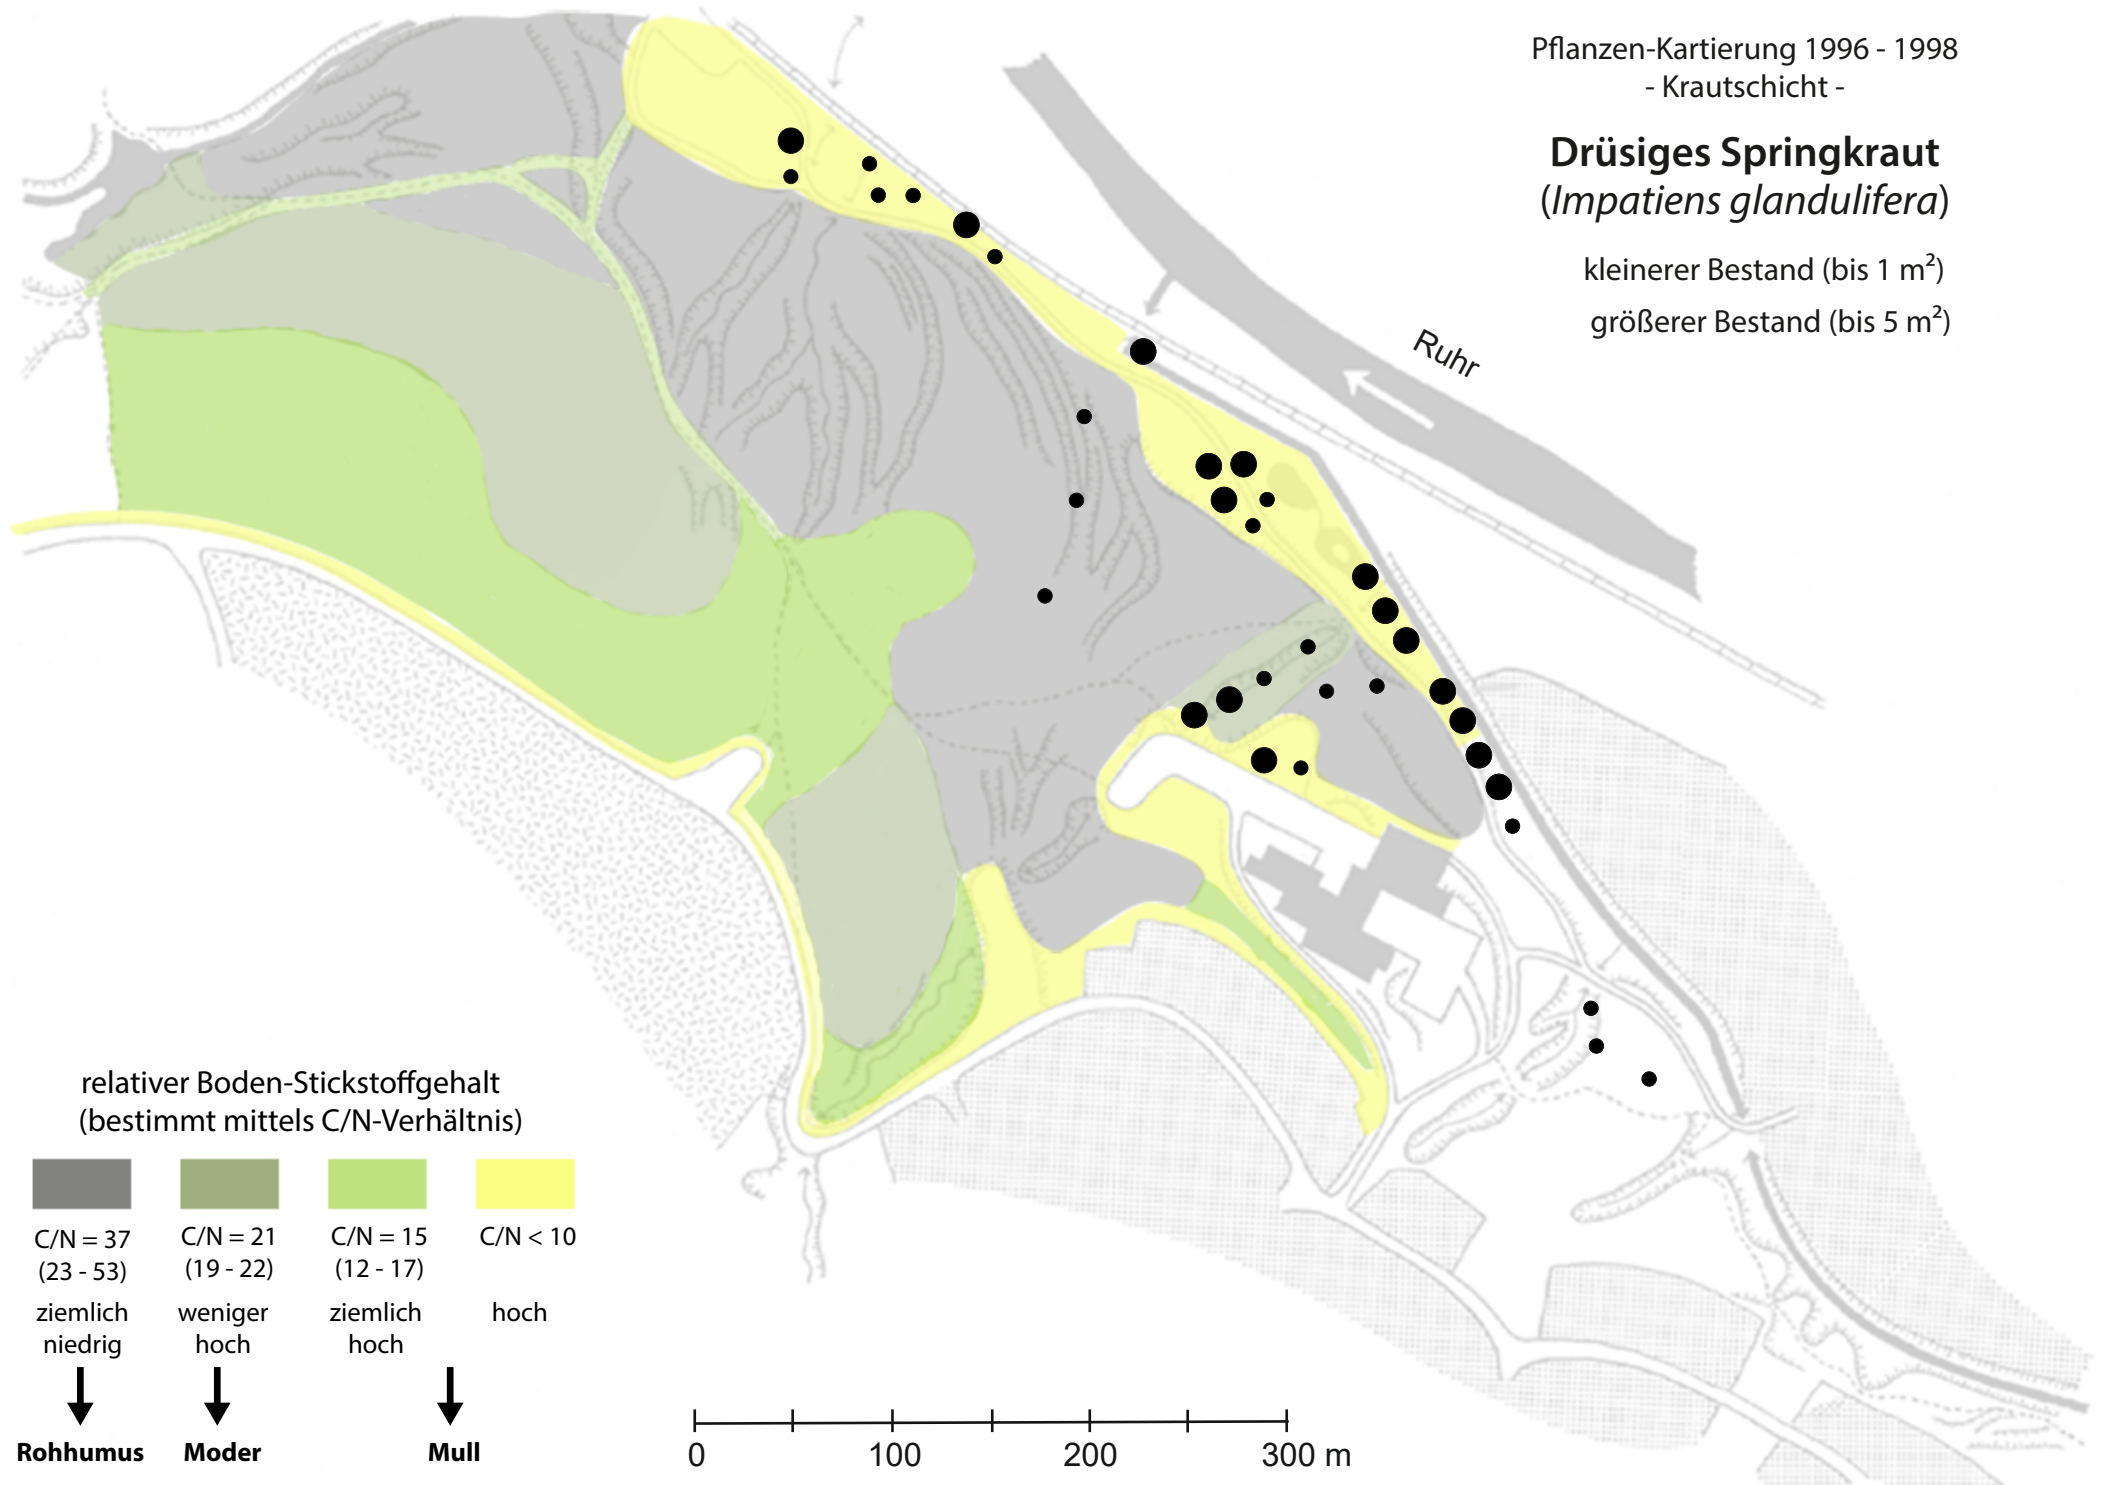 Pflanzen-Kartierung 1996 - 1998
- Krautschicht -
Drüsiges Springkraut
(Impatiens glandulifera)
kleinerer Bestand (bis 1 m²)
größerer Bestand (bis 5 m²)
Ruhr
relativer Boden-Stickstoffgehalt
(bestimmt mittels C/N-Verhältnis)
C/N = 37
(23 - 53)
ziemlich
niedrig
Rohhumus
C/N = 21
(19 - 22)
weniger
hoch
Moder
C/N = 15
(12 - 17)
ziemlich
hoch
C/N < 10
hoch
Mull
0 100 200 300 m